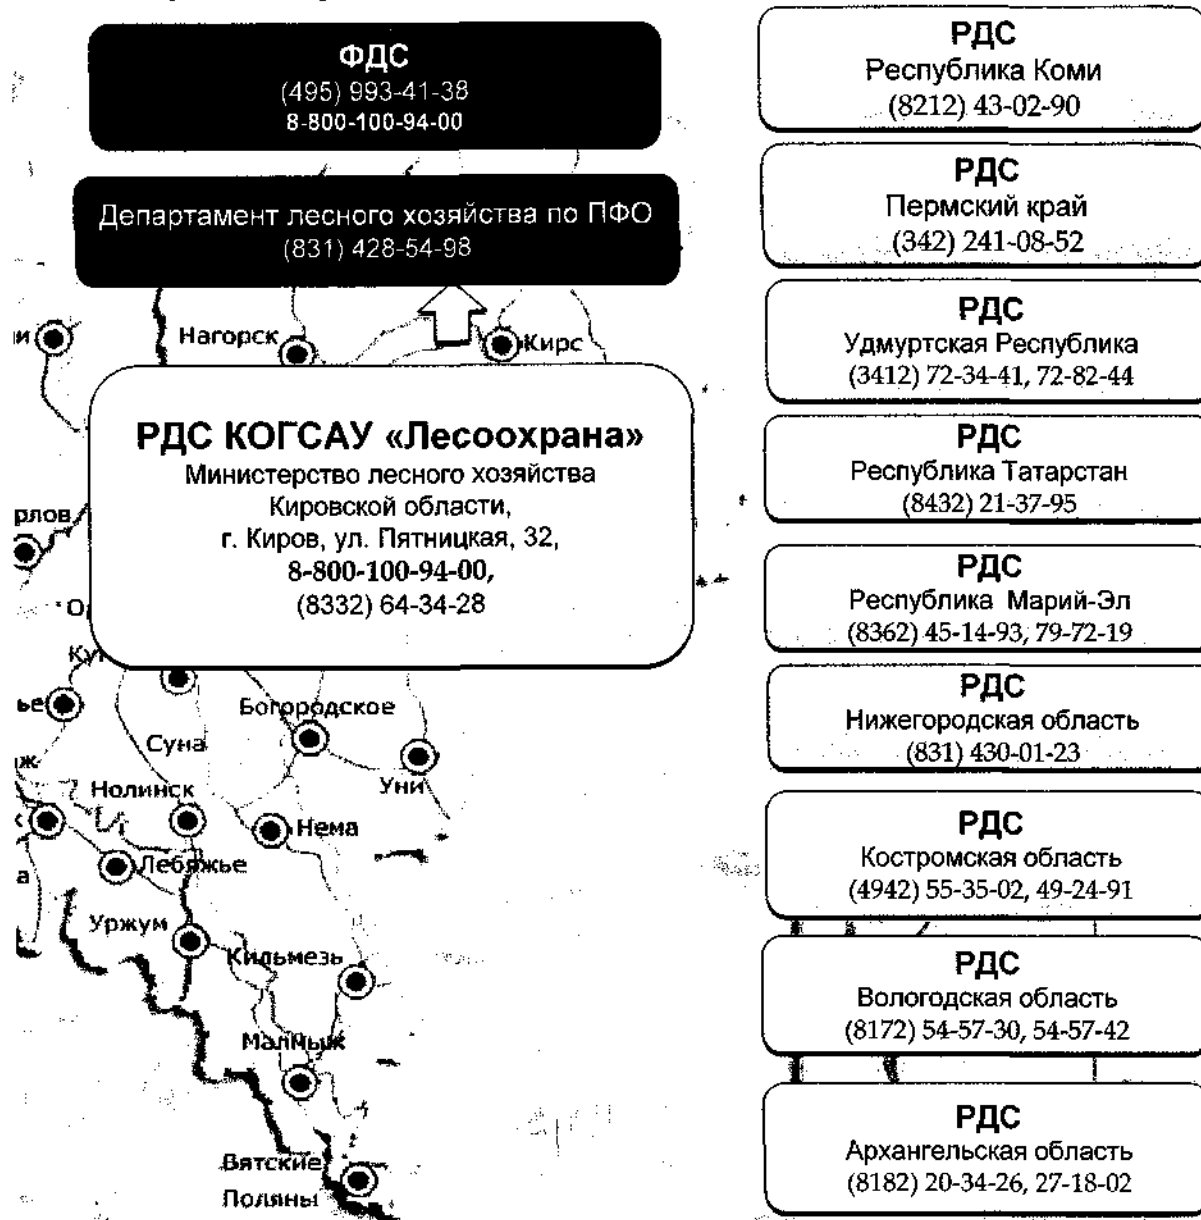 ФДС
(495) 993-41-38
8-800-100-94-00
Департамент лесного хозяйства по ПФО
(831) 428-54-98
Нагорск
Кирс
РДС КОГСАУ «Лесоохрана»
Министерство лесного хозяйства
Кировской области,
г. Киров, ул. Пятницкая, 32,
8-800-100-94-00,
(8332) 64-34-28
рлов
Богородское
Суна
Уни
Нолинск
Нема
Лебяжье
Уржум
Кильмезь
Малмыж
Вятские
Поляны
РДС
Республика Коми
(8212) 43-02-90
РДС
Пермский край
(342) 241-08-52
РДС
Удмуртская Республика
(3412) 72-34-41, 72-82-44
РДС
Республика Татарстан
(8432) 21-37-95
РДС
Республика Марий-Эл
(8362) 45-14-93, 79-72-19
РДС
Нижегородская область
(831) 430-01-23
РДС
Костромская область
(4942) 55-35-02, 49-24-91
РДС
Вологодская область
(8172) 54-57-30, 54-57-42
РДС
Архангельская область
(8182) 20-34-26, 27-18-02